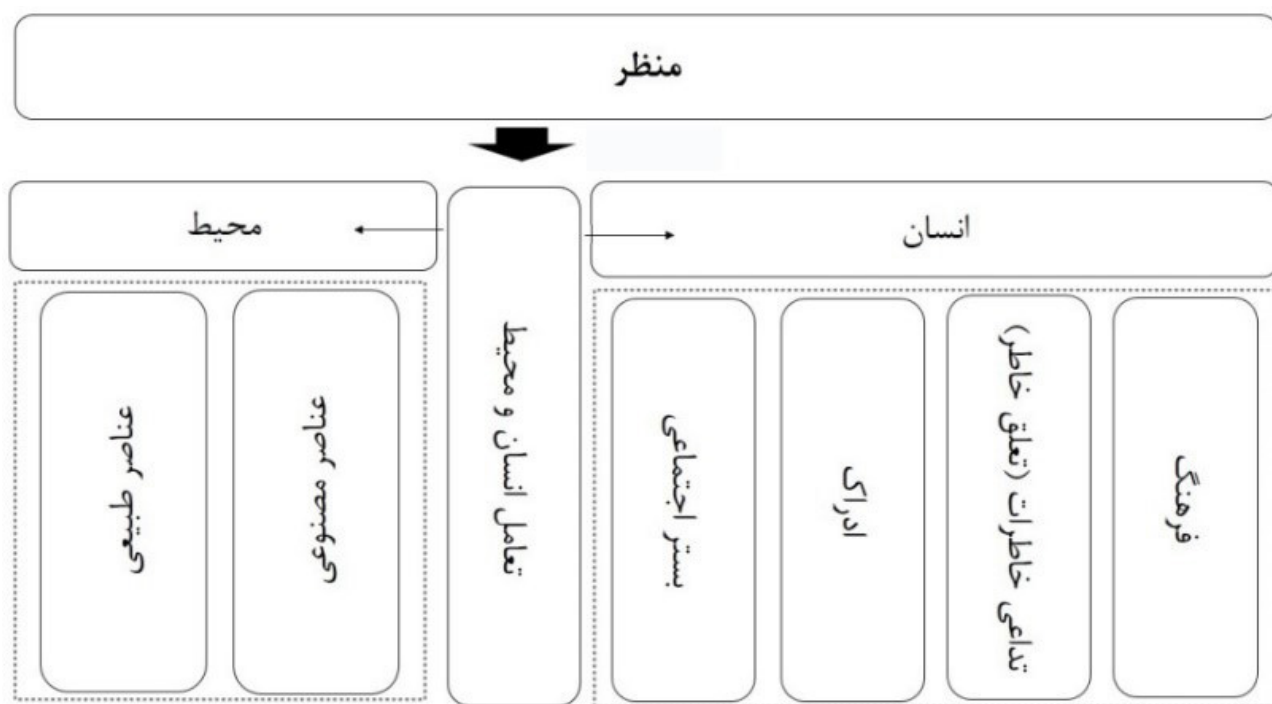 منظر
انسان
محیط
فرهنگ
تداعی خاطرات (تعلق خاطر)
ادراک
بستر اجتماعی
تعامل انسان و محیط
عناصر مصنوعی
عناصر طبیعی